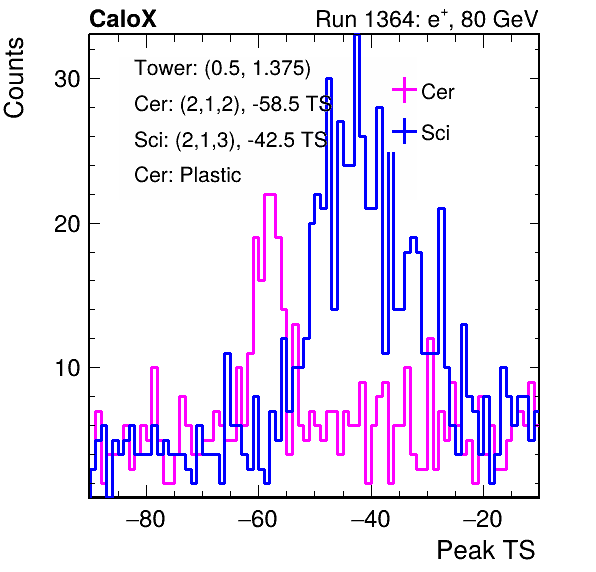 CaloX Run 1364: e⁺, 80 GeV
Counts
Tower: (0.5, 1.375)
Cer: (2,1,2), -58.5 TS
Sci: (2,1,3), -42.5 TS
Cer: Plastic
Cer
Sci
30
20
10
−80 −60 −40 −20
Peak TS